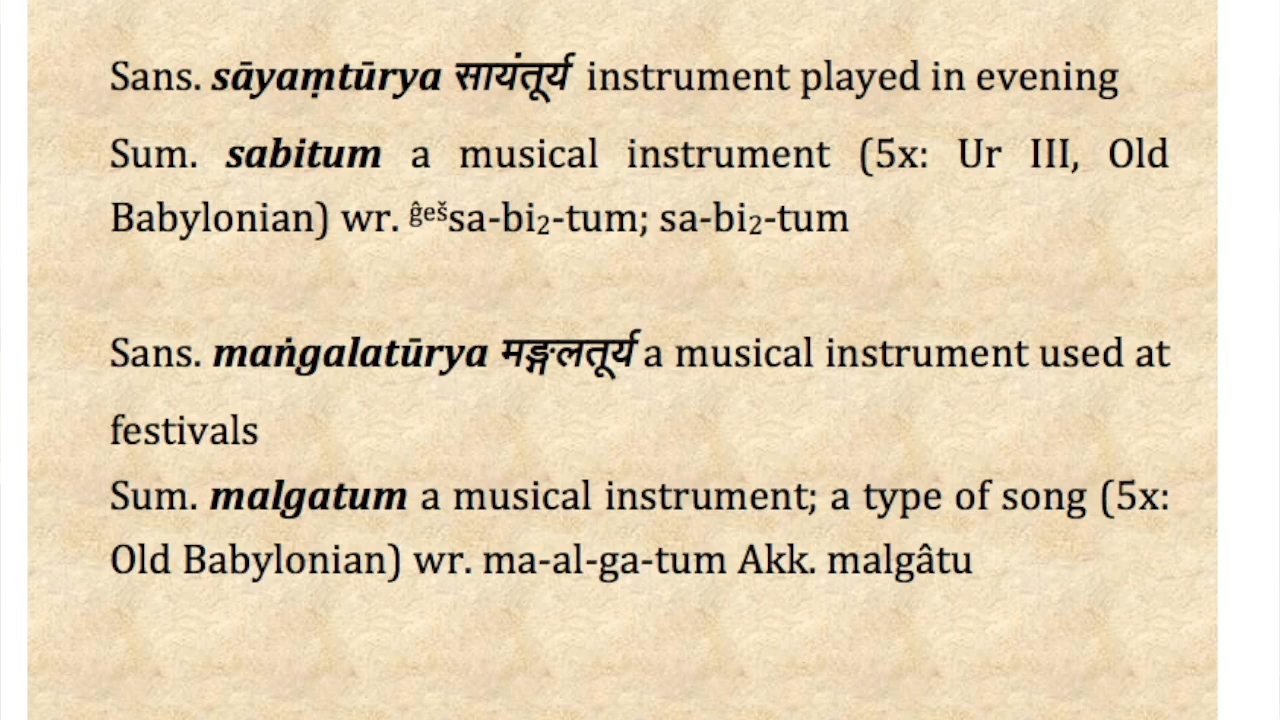 Sans. sāyaṃtūrya सायंतूर्य instrument played in evening
Sum. sabitum a musical instrument (5x: Ur III, Old
Babylonian) wr. ĝešsa-bi2-tum; sa-bi2-tum
Sans. maṅgalatūrya मङ्गलतूर्य a musical instrument used at
festivals
Sum. malgatum a musical instrument; a type of song (5x:
Old Babylonian) wr. ma-al-ga-tum Akk. malgâtu